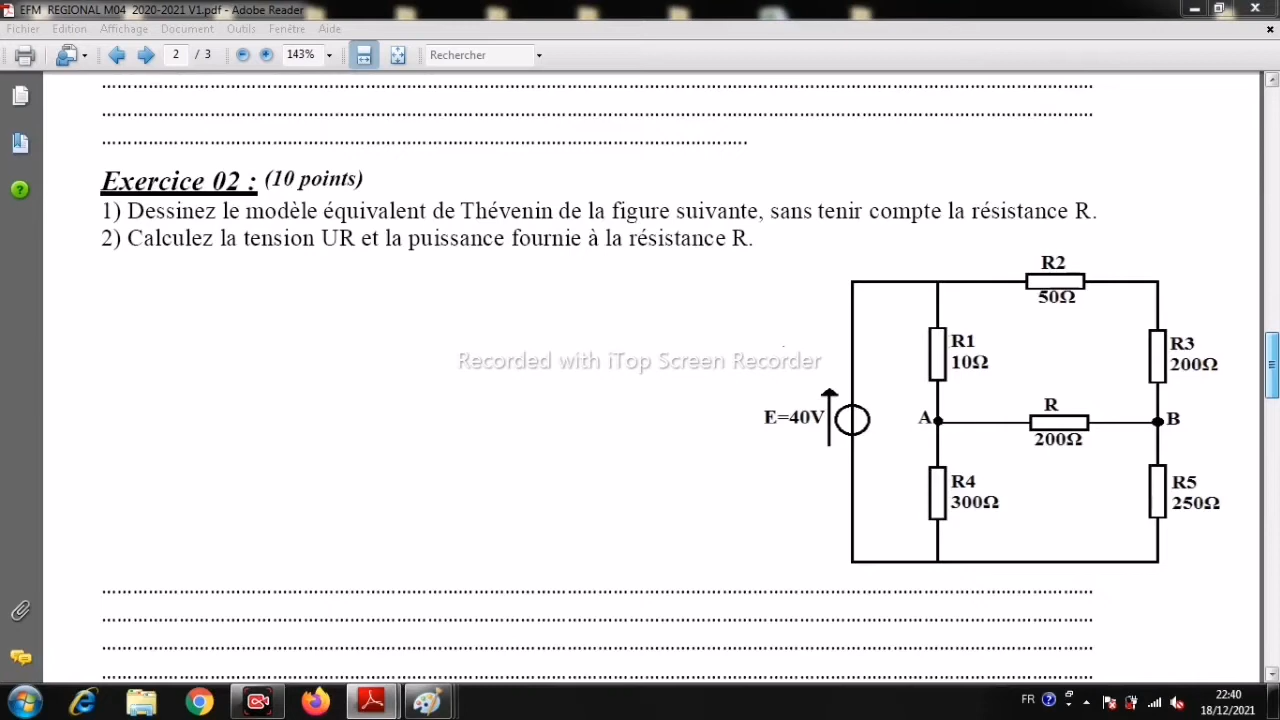 EFM REGIONAL M04 2020-2021 V1.pdf - Adobe Reader
Fichier Edition Affichage Document Outils Fenêtre Aide
2 / 3 143% Rechercher
Exercice 02 : (10 points)
1) Dessinez le modèle équivalent de Thévenin de la figure suivante, sans tenir compte la résistance R.
2) Calculez la tension UR et la puissance fournie à la résistance R.
R2
50Ω
R1
10Ω
R3
200Ω
Recorded with iTop Screen Recorder
E=40V
A
R
200Ω
B
R4
300Ω
R5
250Ω
FR
22:40
18/12/2021